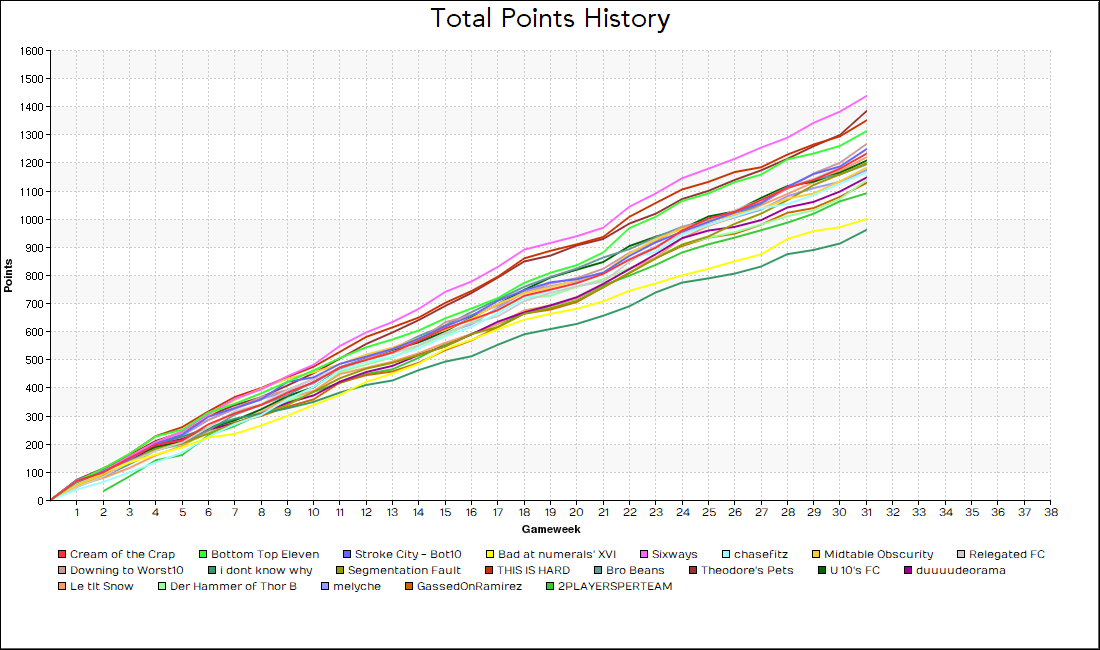 Total Points History
1600
1500
1400
1300
1200
1100
1000
900
800
700
600
500
400
300
200
100
0
Points
1 2 3 4 5 6 7 8 9 10 11 12 13 14 15 16 17 18 19 20 21 22 23 24 25 26 27 28 29 30 31 32 33 34 35 36 37 38
Gameweek
Cream of the Crap Bottom Top Eleven Stroke City - Bot10 Bad at numerals' XVI Sixways chasefitz Midtable Obscurity Relegated FC
Downing to Worst10 i dont know why Segmentation Fault THIS IS HARD Bro Beans Theodore's Pets U 10's FC duuuudeorama
Le tit Snow Der Hammer of Thor B melyche GassedOnRamirez 2PLAYERSPERTEAM